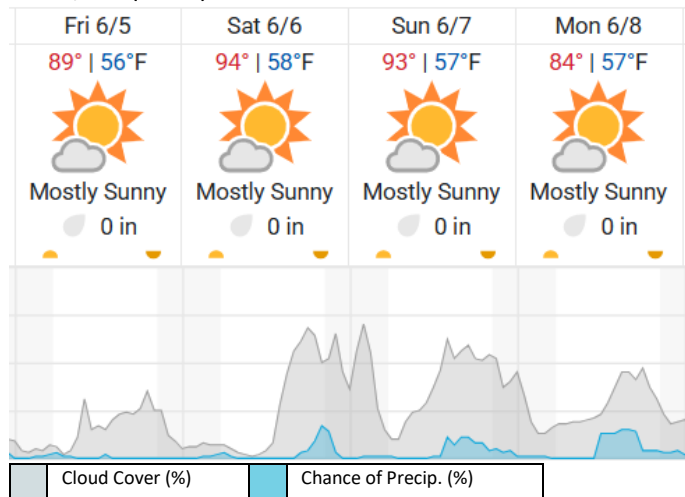 Fri 6/5 Sat 6/6 Sun 6/7 Mon 6/8
89° | 56°F 94° | 58°F 93° | 57°F 84° | 57°F
Mostly Sunny Mostly Sunny Mostly Sunny Mostly Sunny
0 in 0 in 0 in 0 in
Cloud Cover (%) Chance of Precip. (%)